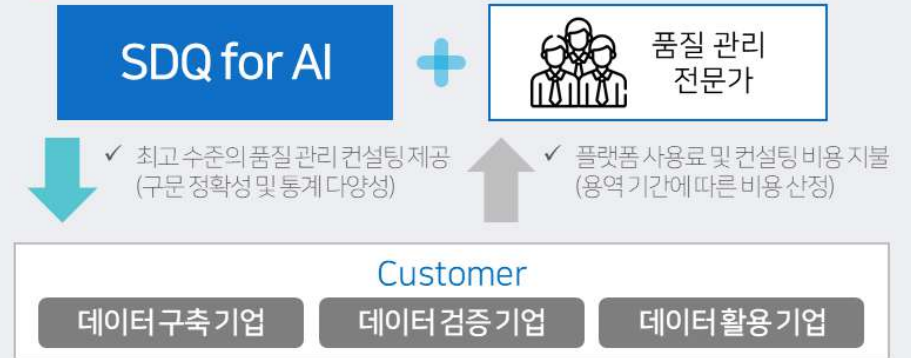 SDQ for AI
품질 관리
전문가
✓ 최고 수준의 품질 관리 컨설팅 제공
(구문 정확성 및 통계 다양성)
✓ 플랫폼 사용료 및 컨설팅 비용 지불
(용역 기간에 따른 비용 산정)
Customer
데이터 구축 기업
데이터 검증 기업
데이터 활용 기업